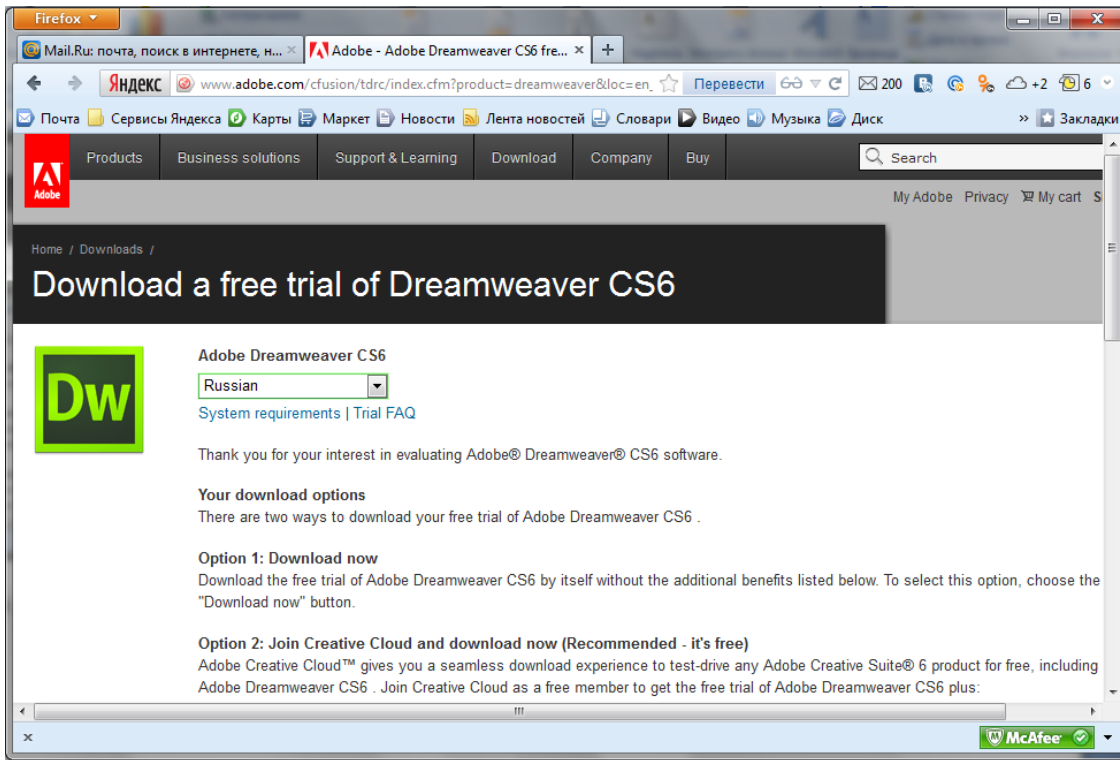 Firefox
Mail.Ru: почта, поиск в интернете, н...
Adobe - Adobe Dreamweaver CS6 fre...
Яндекс www.adobe.com/cfusion/tdrc/index.cfm?product=dreamweaver&loc=en_ Перевести 200 +2 6
Почта Сервисы Яндекса Карты Маркет Новости Лента новостей Словари Видео Музыка Диск » Закладки
Adobe
Products Business solutions Support & Learning Download Company Buy Search
My Adobe Privacy My cart S
Home / Downloads /
Download a free trial of Dreamweaver CS6
Dw
Adobe Dreamweaver CS6
Russian
System requirements | Trial FAQ
Thank you for your interest in evaluating Adobe® Dreamweaver® CS6 software.
Your download options
There are two ways to download your free trial of Adobe Dreamweaver CS6 .
Option 1: Download now
Download the free trial of Adobe Dreamweaver CS6 by itself without the additional benefits listed below. To select this option, choose the
"Download now" button.
Option 2: Join Creative Cloud and download now (Recommended - it's free)
Adobe Creative Cloud™ gives you a seamless download experience to test-drive any Adobe Creative Suite® 6 product for free, including
Adobe Dreamweaver CS6 . Join Creative Cloud as a free member to get the free trial of Adobe Dreamweaver CS6 plus:
McAfee